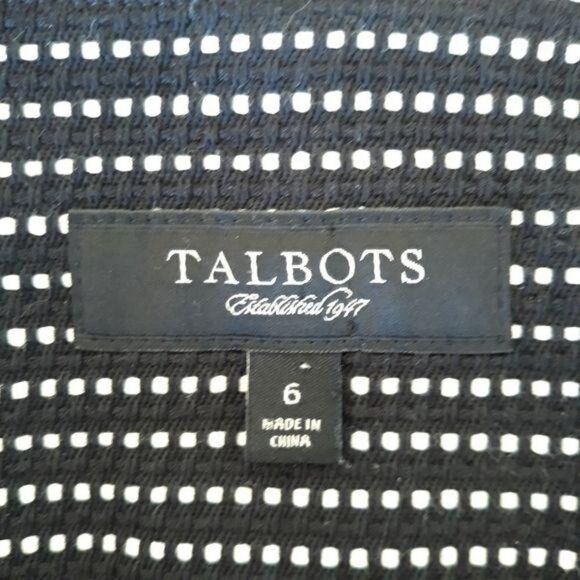 TALBOTS
Established 1947
6
MADE IN
CHINA